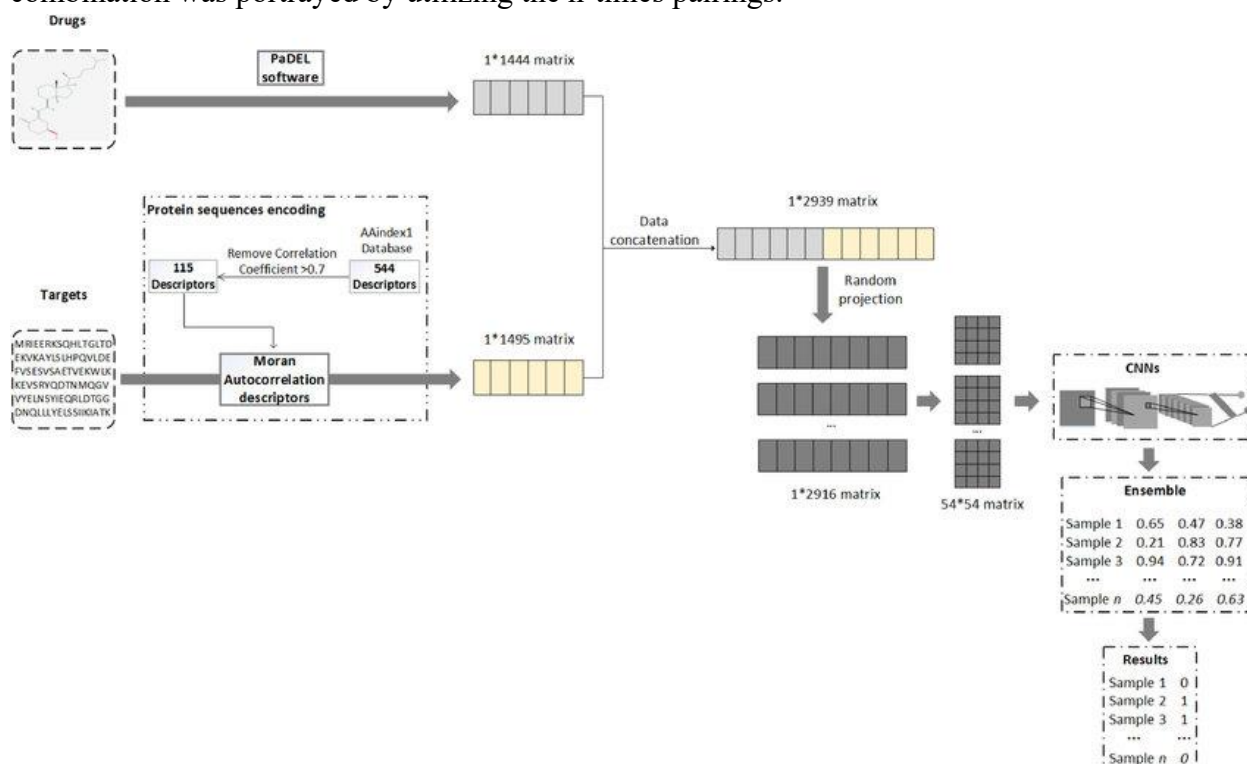 combination was portrayed by utilizing the n times pairings.
Drugs
PaDEL
software
1*1444 matrix
Protein sequences encoding
AAindex1
Database
Remove Correlation
Coefficient >0.7
115
Descriptors
544
Descriptors
Targets
MRIEERKSQHLTGLTD
EKVKAYLSLHPQVLDE
FVSESVSAETVEKWLK
KEVSRYQDTNMQGV
VYELNSYIEQRLDTGG
DNQLLLYELSSIIKIATK
Moran
Autocorrelation
descriptors
1*1495 matrix
Data
concatenation
1*2939 matrix
Random
projection
...
1*2916 matrix
...
54*54 matrix
CNNs
Ensemble
Sample 1 0.65 0.47 0.38
Sample 2 0.21 0.83 0.77
Sample 3 0.94 0.72 0.91
... ... ... ...
Sample n 0.45 0.26 0.63
Results
Sample 1 0
Sample 2 1
Sample 3 1
... ...
Sample n 0